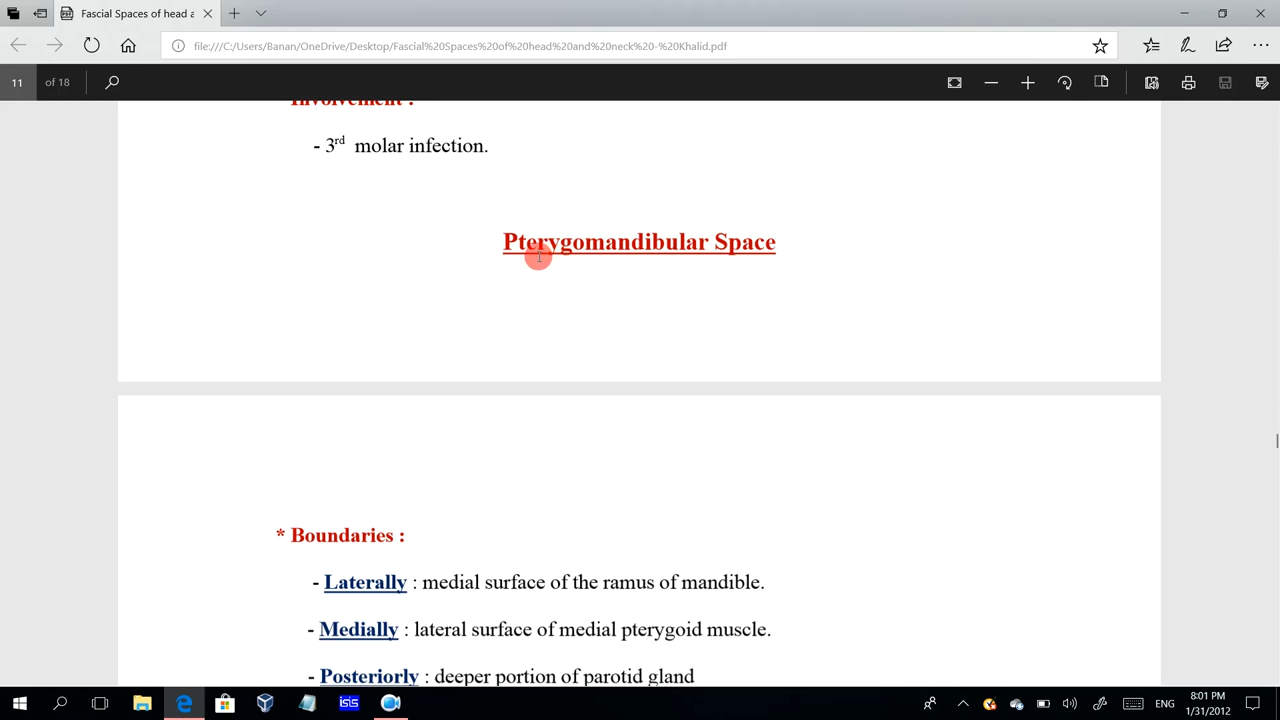 Fascial Spaces of head a
file:///C:/Users/Banan/OneDrive/Desktop/Fascial%20Spaces%20of%20head%20and%20neck%20-%20Khalid.pdf
11 of 18
Involvement :
- 3rd molar infection.
Pterygomandibular Space
* Boundaries :
- Laterally : medial surface of the ramus of mandible.
- Medially : lateral surface of medial pterygoid muscle.
- Posteriorly : deeper portion of parotid gland
isis
ENG
8:01 PM
1/31/2012